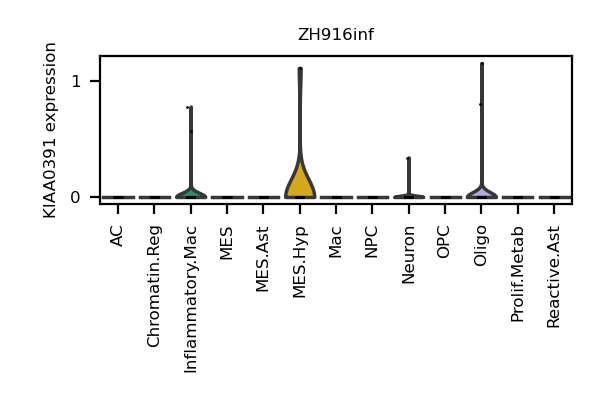 ZH916inf
KIAA0391 expression
1
0
AC
Chromatin.Reg
Inflammatory.Mac
MES
MES.Ast
MES.Hyp
Mac
NPC
Neuron
OPC
Oligo
Prolif.Metab
Reactive.Ast